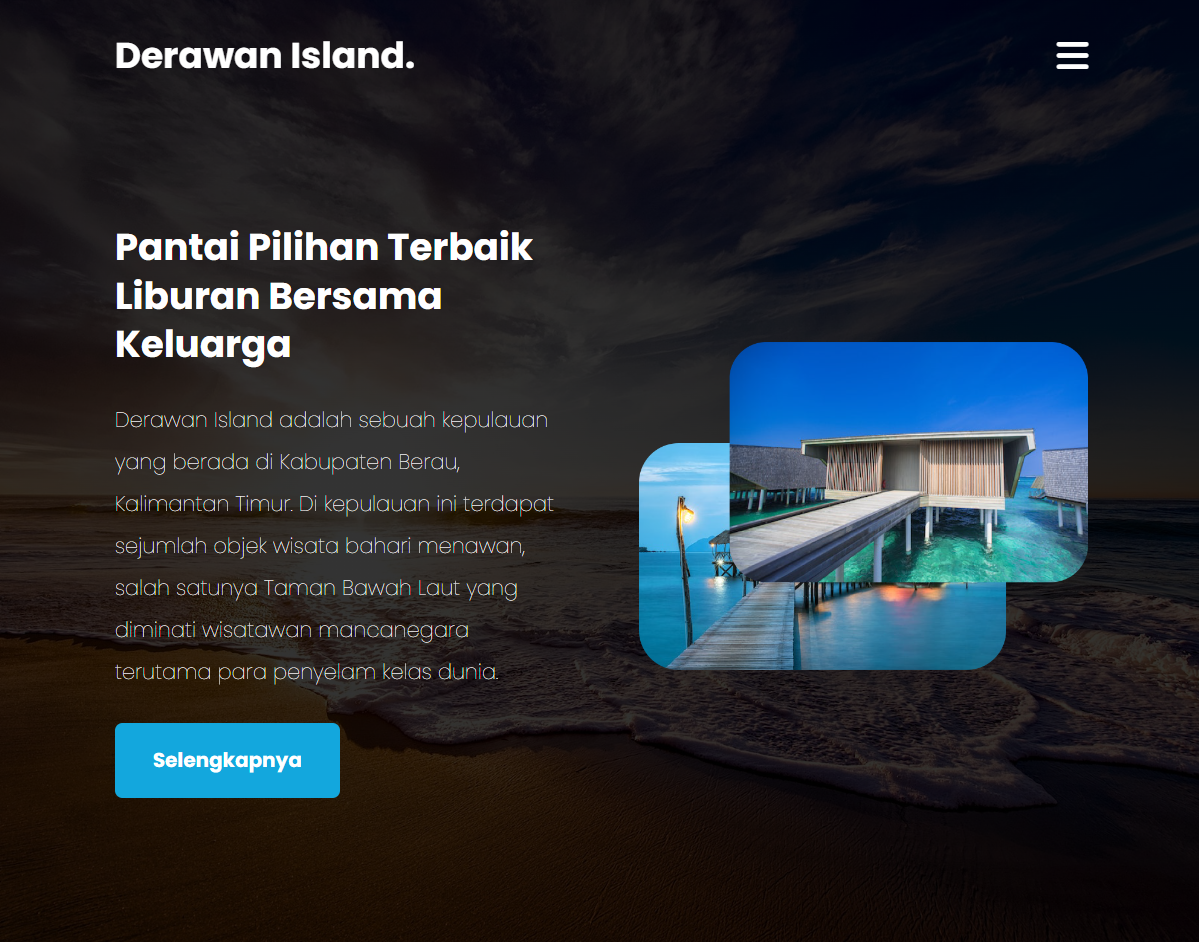 Derawan Island.
Pantai Pilihan Terbaik
Liburan Bersama
Keluarga
Derawan Island adalah sebuah kepulauan
yang berada di Kabupaten Berau,
Kalimantan Timur. Di kepulauan ini terdapat
sejumlah objek wisata bahari menawan,
salah satunya Taman Bawah Laut yang
diminati wisatawan mancanegara
terutama para penyelam kelas dunia.
Selengkapnya